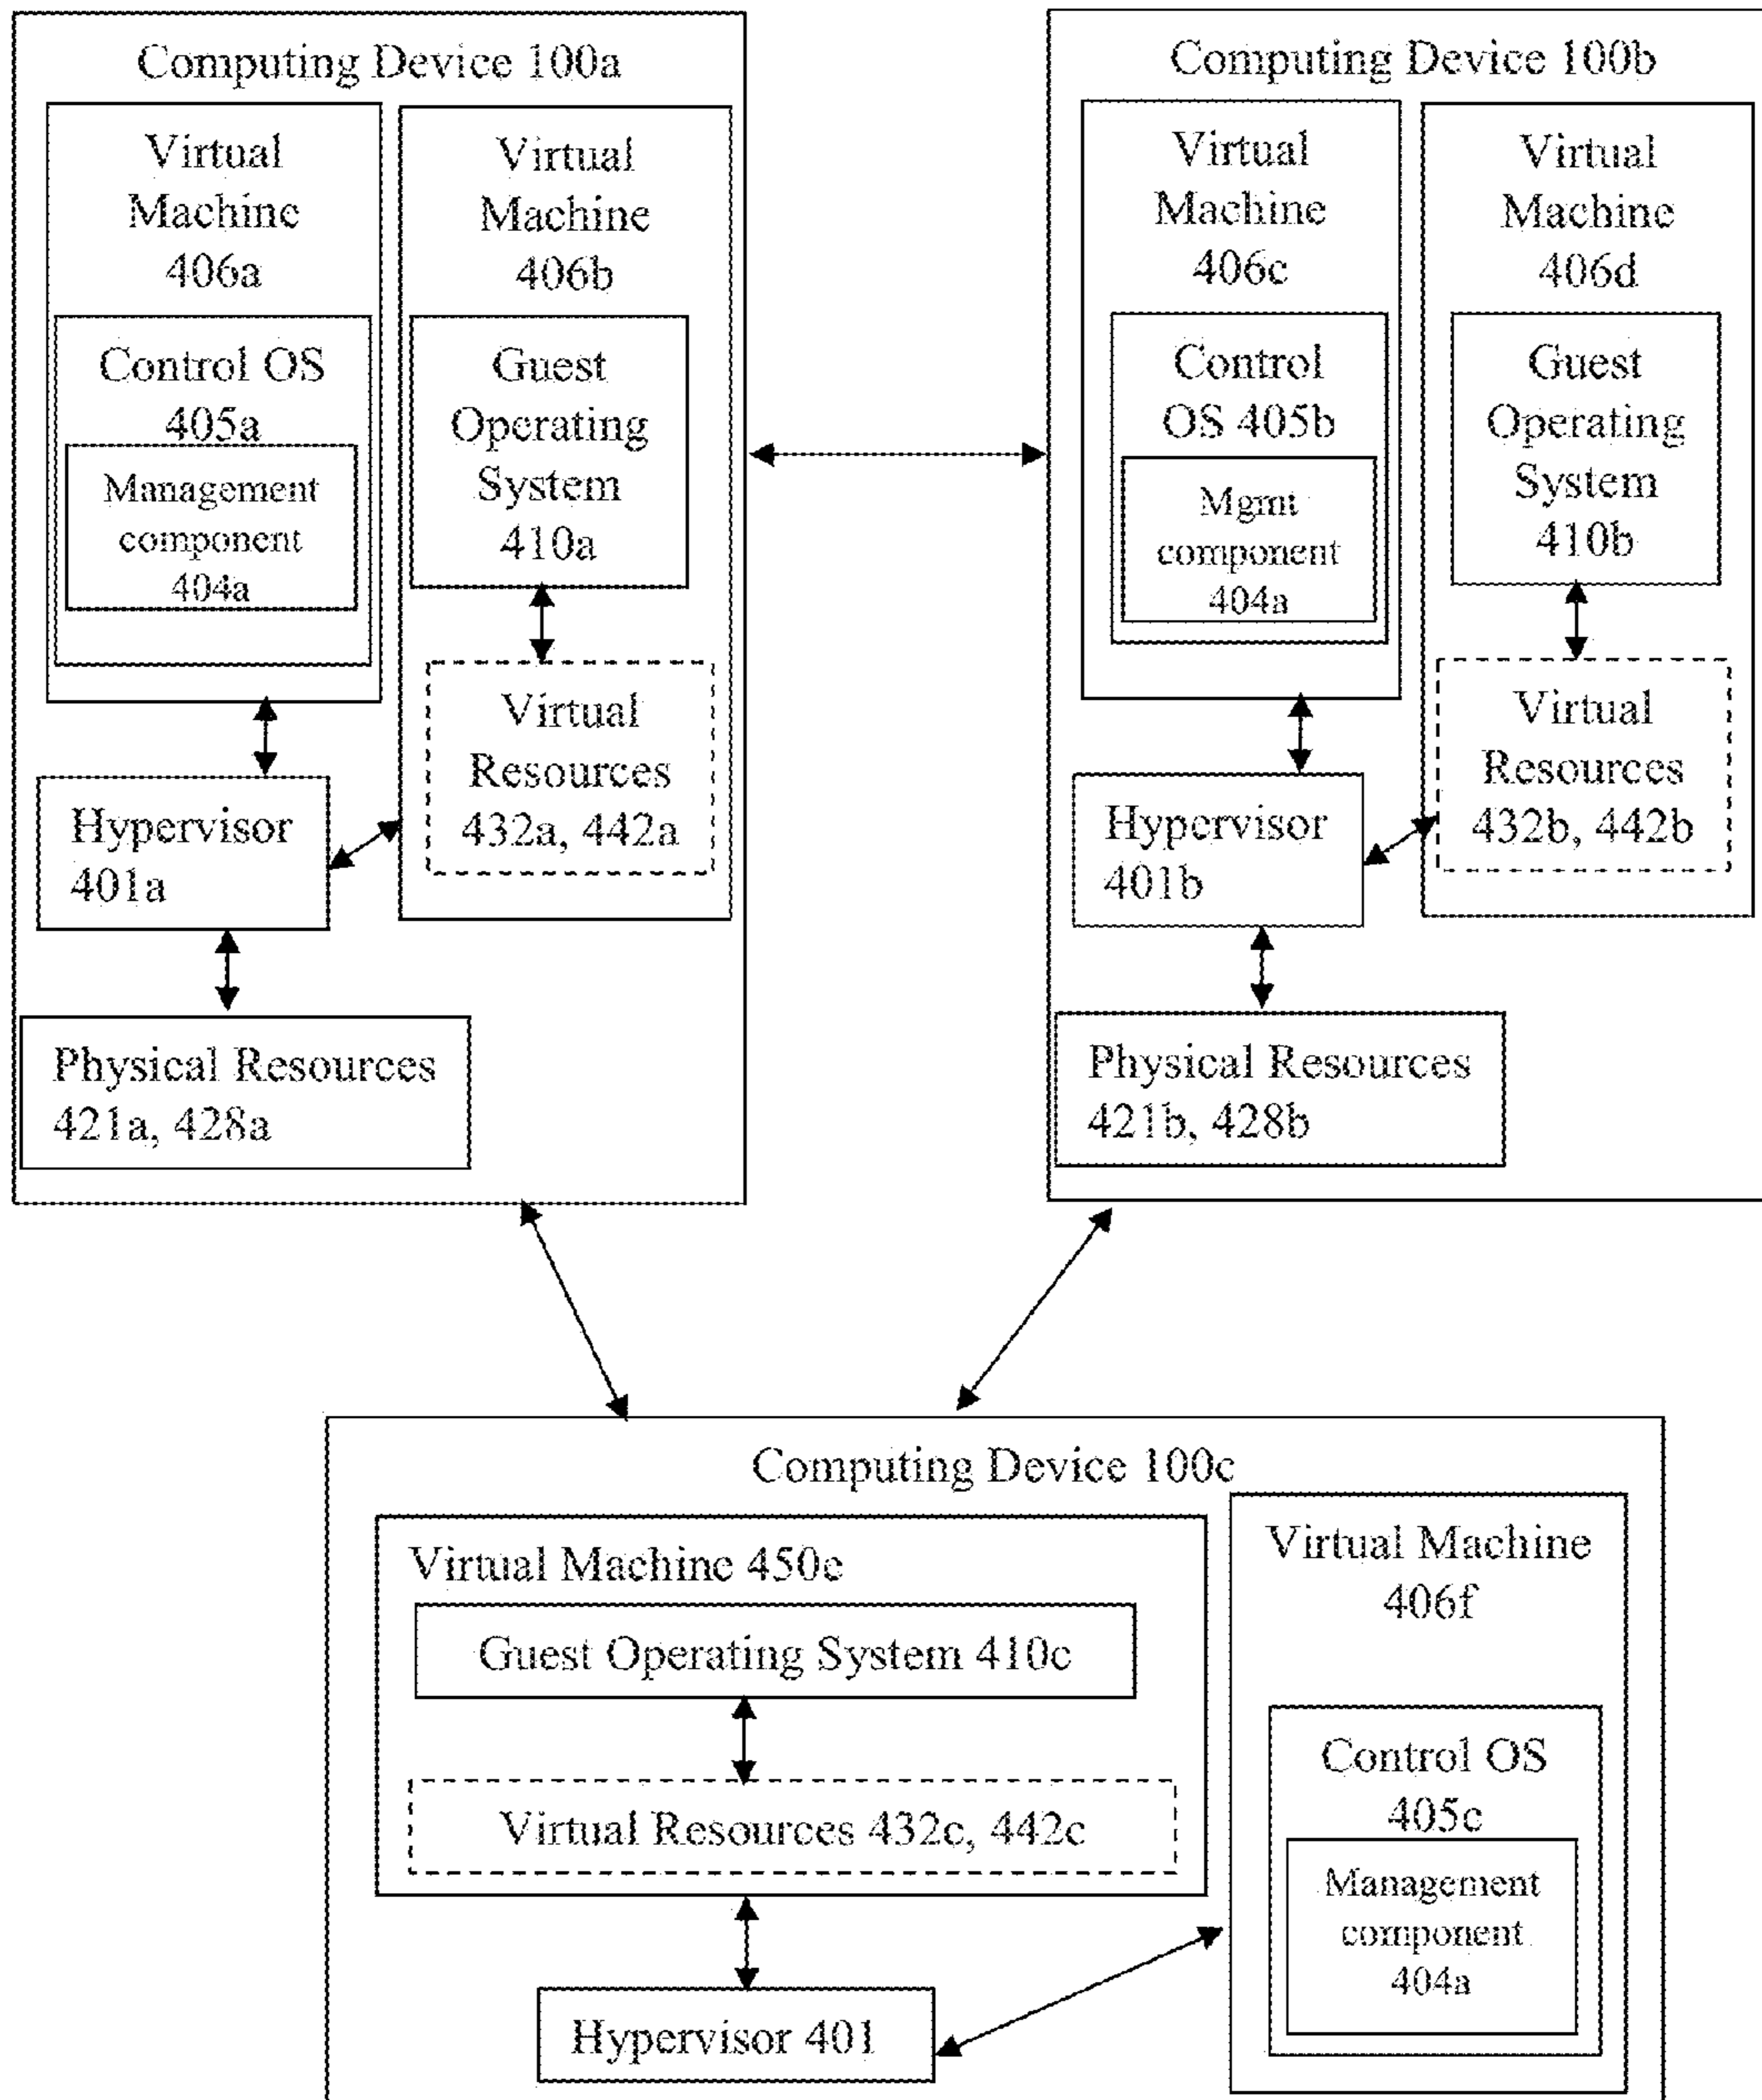 Computing Device 100a
Virtual
Machine
406a
Control OS
405a
Management
component
404a
Virtual
Machine
406b
Guest
Operating
System
410a
Virtual
Resources
432a, 442a
Hypervisor
401a
Physical Resources
421a, 428a
Computing Device 100b
Virtual
Machine
406c
Control
OS 405b
Mgmt
component
404a
Virtual
Machine
406d
Guest
Operating
System
410b
Virtual
Resources
432b, 442b
Hypervisor
401b
Physical Resources
421b, 428b
Computing Device 100c
Virtual Machine 450e
Guest Operating System 410c
Virtual Resources 432c, 442c
Hypervisor 401
Virtual Machine
406f
Control OS
405c
Management
component
404a